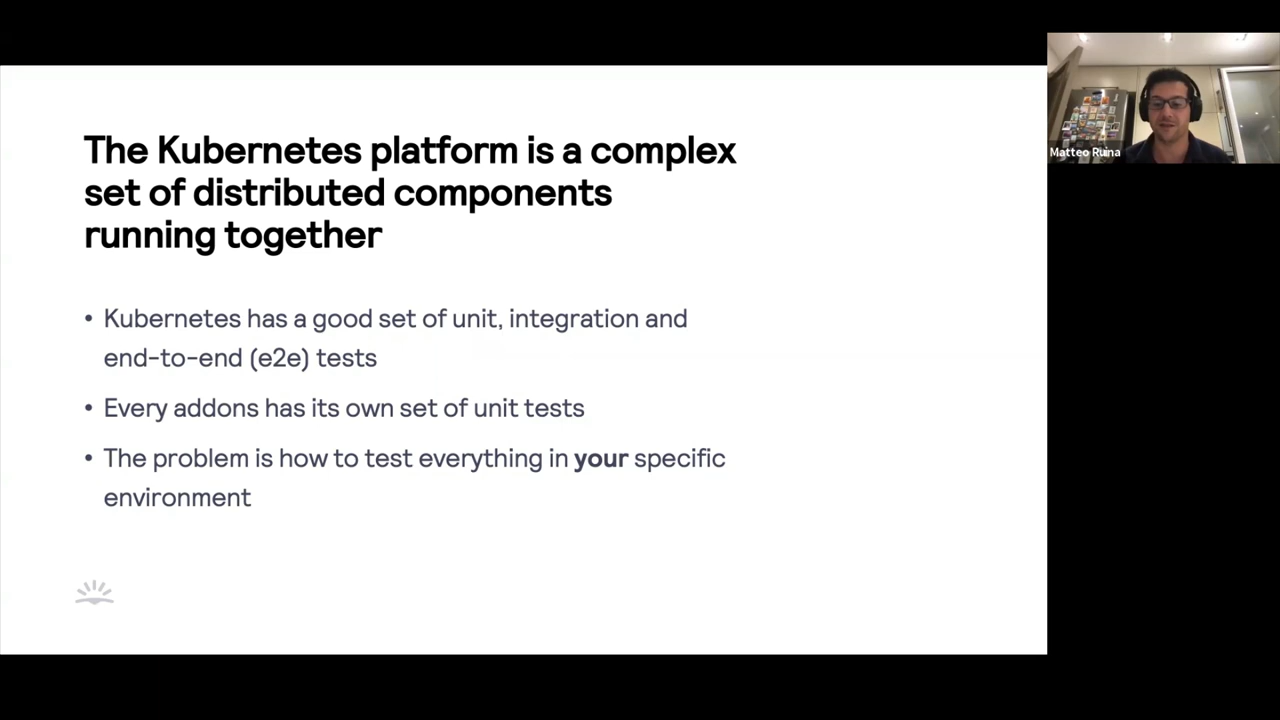 The Kubernetes platform is a complex
set of distributed components
running together
• Kubernetes has a good set of unit, integration and
end-to-end (e2e) tests
• Every addons has its own set of unit tests
• The problem is how to test everything in your specific
environment
Matteo Ruina